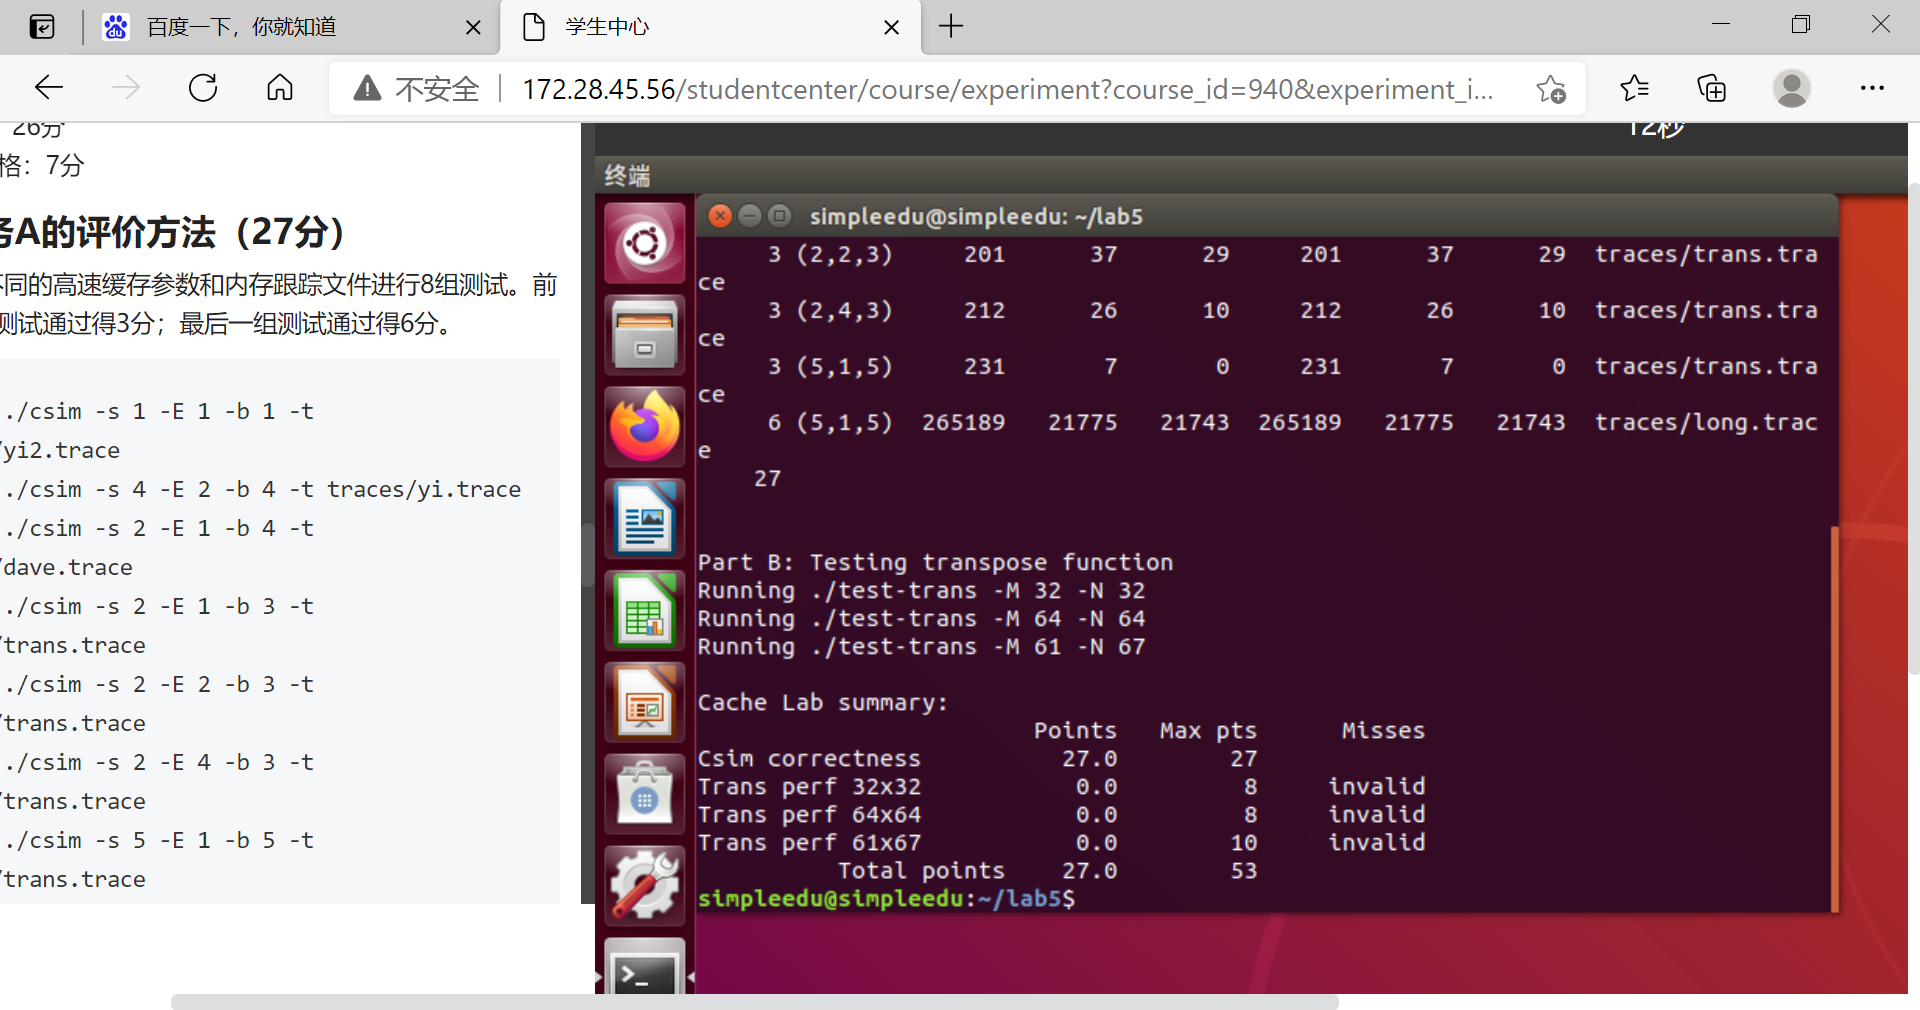 百度一下，你就知道
学生中心
不安全
172.28.45.56/studentcenter/course/experiment?course_id=940&experiment_i...
26分
格：7分
务A的评价方法（27分）
不同的高速缓存参数和内存跟踪文件进行8组测试。前
测试通过得3分；最后一组测试通过得6分。
./csim -s 1 -E 1 -b 1 -t
/yi2.trace
./csim -s 4 -E 2 -b 4 -t traces/yi.trace
./csim -s 2 -E 1 -b 4 -t
/dave.trace
./csim -s 2 -E 1 -b 3 -t
/trans.trace
./csim -s 2 -E 2 -b 3 -t
/trans.trace
./csim -s 2 -E 4 -b 3 -t
/trans.trace
./csim -s 5 -E 1 -b 5 -t
/trans.trace
12秒
终端
simpleedu@simpleedu: ~/lab5
3 (2,2,3) 201 37 29 201 37 29 traces/trans.tra
ce
3 (2,4,3) 212 26 10 212 26 10 traces/trans.tra
ce
3 (5,1,5) 231 7 0 231 7 0 traces/trans.tra
ce
6 (5,1,5) 265189 21775 21743 265189 21775 21743 traces/long.trac
e
27
Part B: Testing transpose function
Running ./test-trans -M 32 -N 32
Running ./test-trans -M 64 -N 64
Running ./test-trans -M 61 -N 67
Cache Lab summary:
Points Max pts Misses
Csim correctness 27.0 27
Trans perf 32x32 0.0 8 invalid
Trans perf 64x64 0.0 8 invalid
Trans perf 61x67 0.0 10 invalid
Total points 27.0 53
simpleedu@simpleedu:~/lab5$